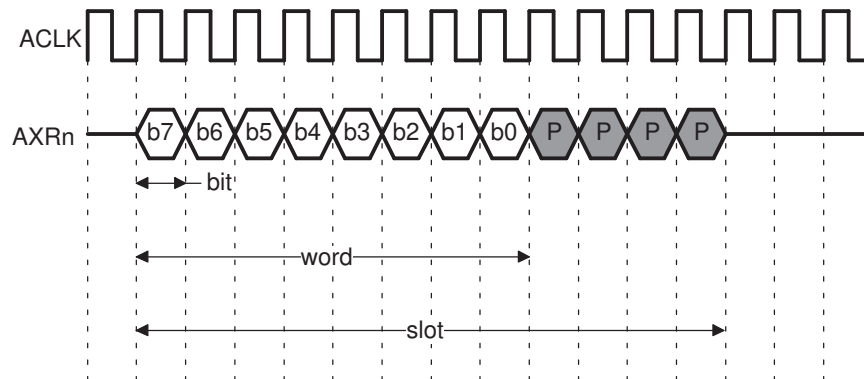 ACLK
AXRn
b7 b6 b5 b4 b3 b2 b1 b0 P P P P
bit
word
slot